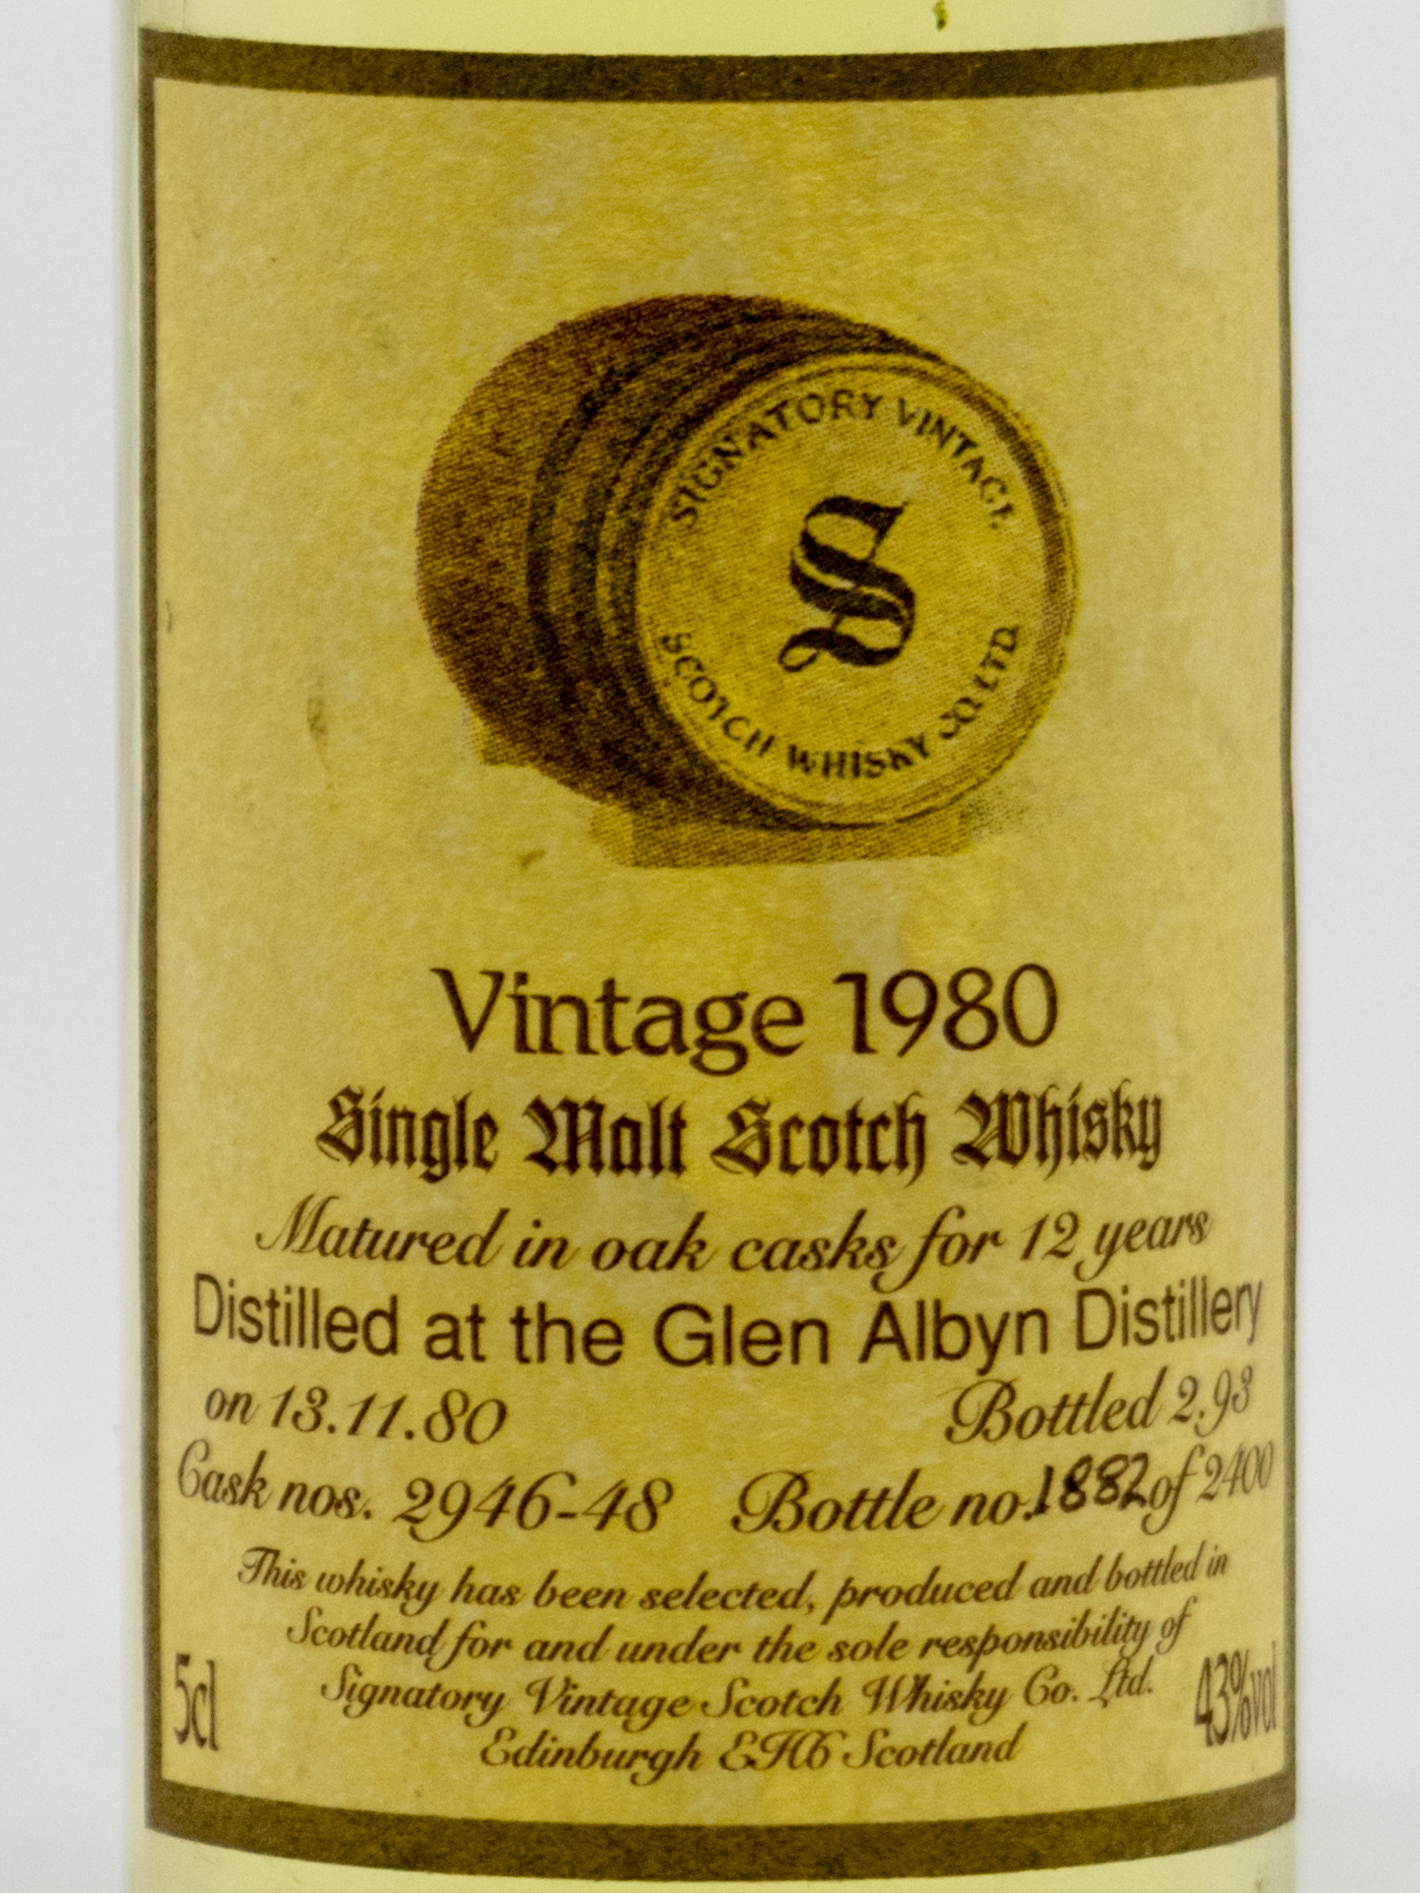 SIGNATORY VINTAGE
S
SCOTCH WHISKY CO. LTD
Vintage 1980
Single Malt Scotch Whisky
Matured in oak casks for 12 years
Distilled at the Glen Albyn Distillery
on 13.11.80 Bottled 2.93
Cask nos. 2946-48 Bottle no. 1882 of 2400
This whisky has been selected, produced and bottled in
Scotland for and under the sole responsibility of
Signatory Vintage Scotch Whisky Co. Ltd.
Edinburgh EH6 Scotland
5cl 43%vol